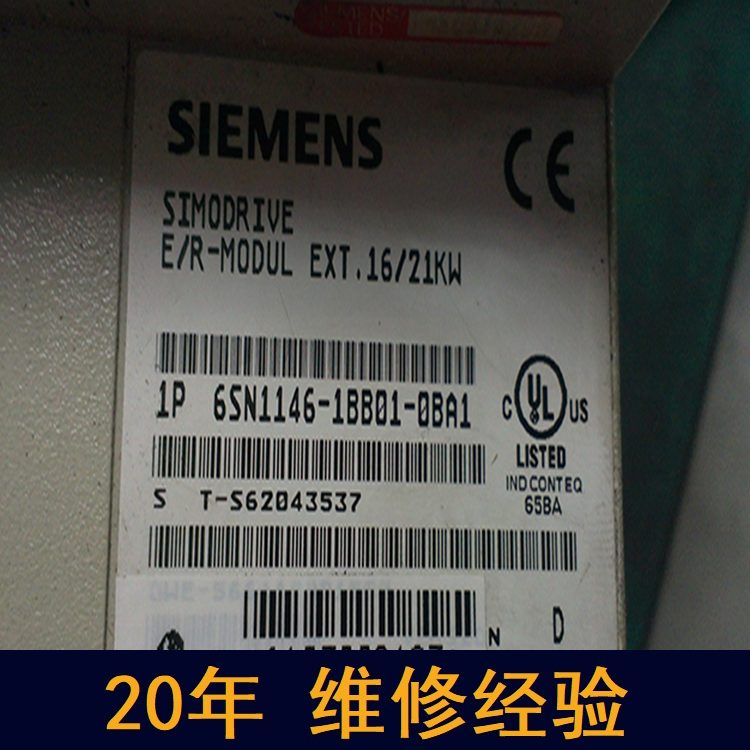 SIEMENS
SIEMENS
CE
SIMODRIVE
E/R-MODUL EXT.16/21KW
1P 6SN1146-1BB01-0BA1
C UL US
LISTED
IND CONT EQ
65BA
S T-S62043537
N D
20年 维修经验